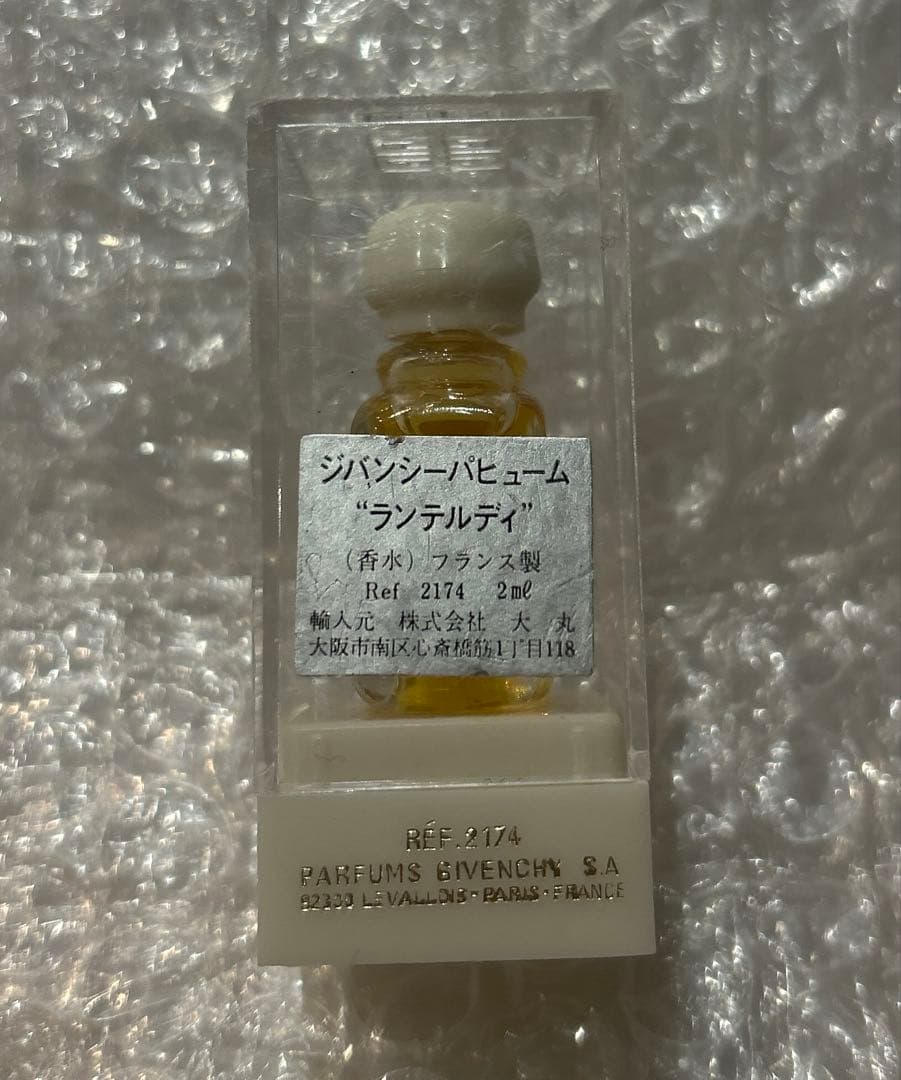 ジバンシーパヒューム
“ランテルディ”
（香水）フランス製
Ref 2174 2mℓ
輸入元 株式会社 大丸
大阪市南区心斎橋筋1丁目118
RÉF.2174
PARFUMS GIVENCHY S.A
92300 LEVALLOIS-PARIS-FRANCE